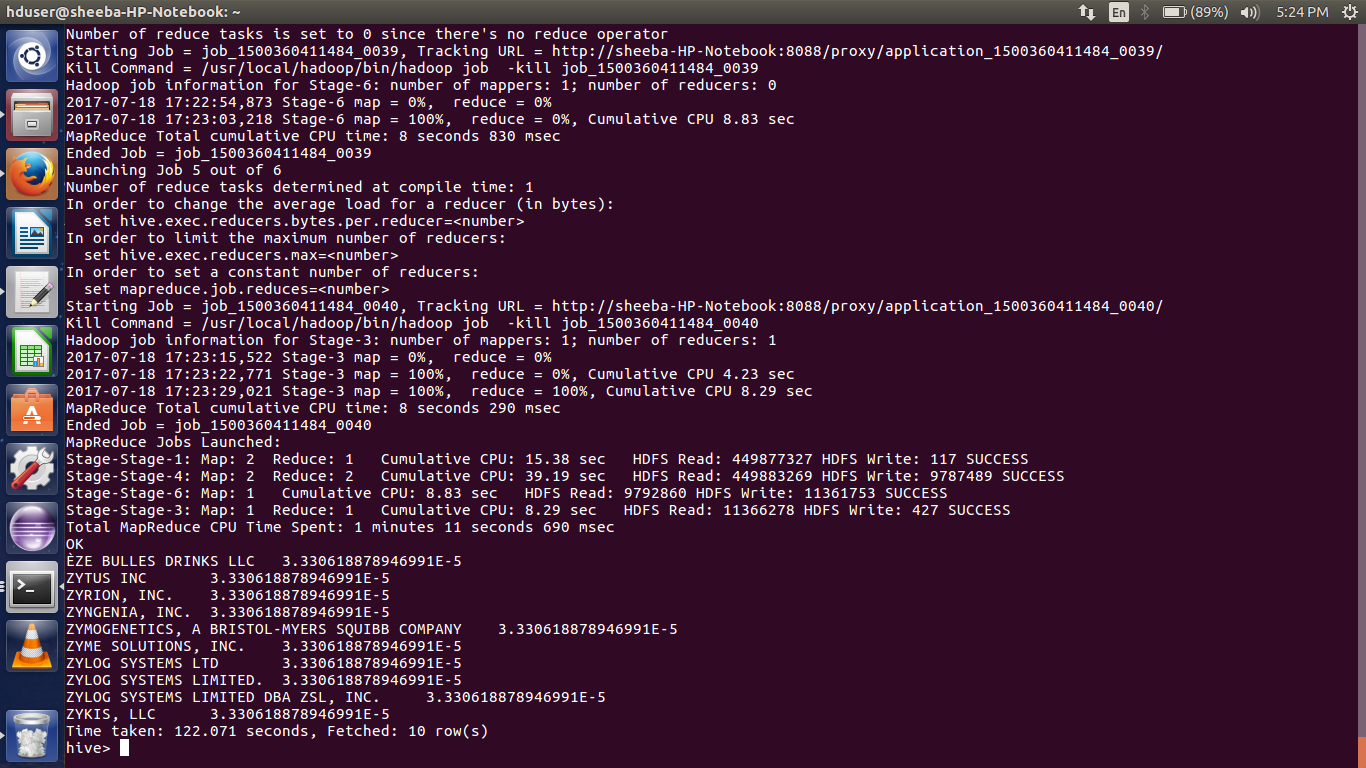 hduser@sheeba-HP-Notebook: ~ En (89%) 5:24 PM
Number of reduce tasks is set to 0 since there's no reduce operator
Starting Job = job_1500360411484_0039, Tracking URL = http://sheeba-HP-Notebook:8088/proxy/application_1500360411484_0039/
Kill Command = /usr/local/hadoop/bin/hadoop job  -kill job_1500360411484_0039
Hadoop job information for Stage-6: number of mappers: 1; number of reducers: 0
2017-07-18 17:22:54,873 Stage-6 map = 0%,  reduce = 0%
2017-07-18 17:23:03,218 Stage-6 map = 100%,  reduce = 0%, Cumulative CPU 8.83 sec
MapReduce Total cumulative CPU time: 8 seconds 830 msec
Ended Job = job_1500360411484_0039
Launching Job 5 out of 6
Number of reduce tasks determined at compile time: 1
In order to change the average load for a reducer (in bytes):
  set hive.exec.reducers.bytes.per.reducer=<number>
In order to limit the maximum number of reducers:
  set hive.exec.reducers.max=<number>
In order to set a constant number of reducers:
  set mapreduce.job.reduces=<number>
Starting Job = job_1500360411484_0040, Tracking URL = http://sheeba-HP-Notebook:8088/proxy/application_1500360411484_0040/
Kill Command = /usr/local/hadoop/bin/hadoop job  -kill job_1500360411484_0040
Hadoop job information for Stage-3: number of mappers: 1; number of reducers: 1
2017-07-18 17:23:15,522 Stage-3 map = 0%,  reduce = 0%
2017-07-18 17:23:22,771 Stage-3 map = 100%,  reduce = 0%, Cumulative CPU 4.23 sec
2017-07-18 17:23:29,021 Stage-3 map = 100%,  reduce = 100%, Cumulative CPU 8.29 sec
MapReduce Total cumulative CPU time: 8 seconds 290 msec
Ended Job = job_1500360411484_0040
MapReduce Jobs Launched:
Stage-Stage-1: Map: 2  Reduce: 1   Cumulative CPU: 15.38 sec   HDFS Read: 449877327 HDFS Write: 117 SUCCESS
Stage-Stage-4: Map: 2  Reduce: 2   Cumulative CPU: 39.19 sec   HDFS Read: 449883269 HDFS Write: 9787489 SUCCESS
Stage-Stage-6: Map: 1   Cumulative CPU: 8.83 sec   HDFS Read: 9792860 HDFS Write: 11361753 SUCCESS
Stage-Stage-3: Map: 1  Reduce: 1   Cumulative CPU: 8.29 sec   HDFS Read: 11366278 HDFS Write: 427 SUCCESS
Total MapReduce CPU Time Spent: 1 minutes 11 seconds 690 msec
OK
ÈZE BULLES DRINKS LLC   3.330618878946991E-5
ZYTUS INC       3.330618878946991E-5
ZYRION, INC.    3.330618878946991E-5
ZYNGENIA, INC.  3.330618878946991E-5
ZYMOGENETICS, A BRISTOL-MYERS SQUIBB COMPANY    3.330618878946991E-5
ZYME SOLUTIONS, INC.    3.330618878946991E-5
ZYLOG SYSTEMS LTD       3.330618878946991E-5
ZYLOG SYSTEMS LIMITED.  3.330618878946991E-5
ZYLOG SYSTEMS LIMITED DBA ZSL, INC.     3.330618878946991E-5
ZYKIS, LLC      3.330618878946991E-5
Time taken: 122.071 seconds, Fetched: 10 row(s)
hive>